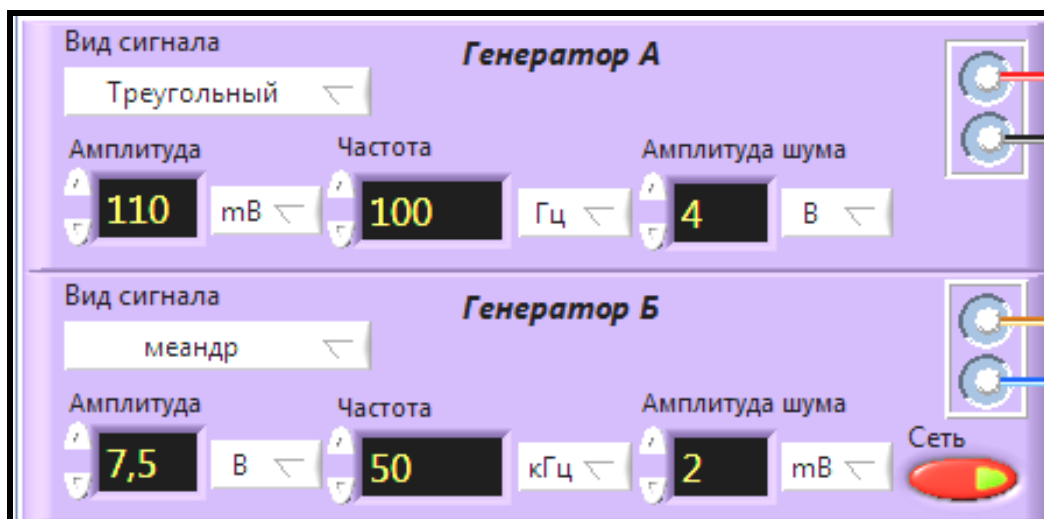 Вид сигнала
Генератор А
Треугольный
Амплитуда Частота Амплитуда шума
110 mВ 100 Гц 4 В
Вид сигнала
Генератор Б
меандр
Амплитуда Частота Амплитуда шума
Сеть
7,5 В 50 кГц 2 mВ